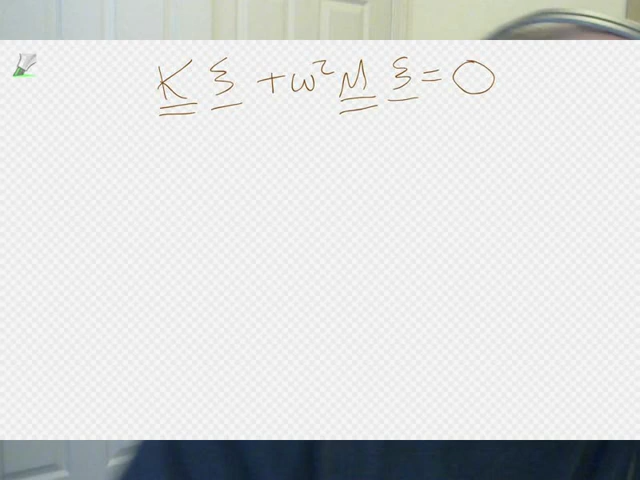 K ξ + ω² M ξ = 0